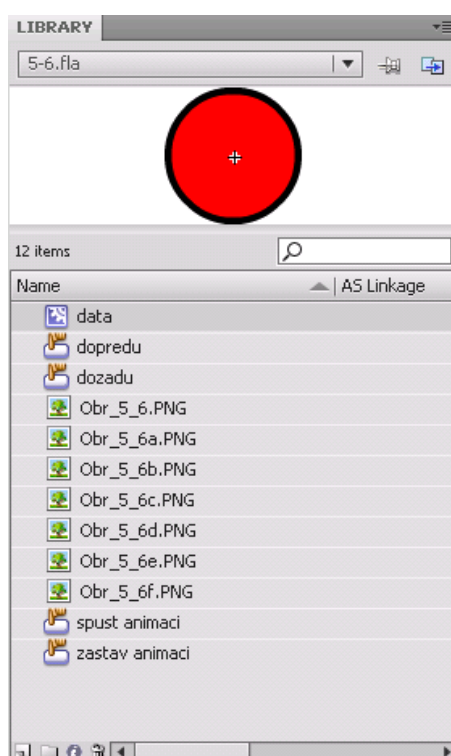 LIBRARY
5-6.fla
12 items
Name AS Linkage
data
dopredu
dozadu
Obr_5_6.PNG
Obr_5_6a.PNG
Obr_5_6b.PNG
Obr_5_6c.PNG
Obr_5_6d.PNG
Obr_5_6e.PNG
Obr_5_6f.PNG
spust animaci
zastav animaci